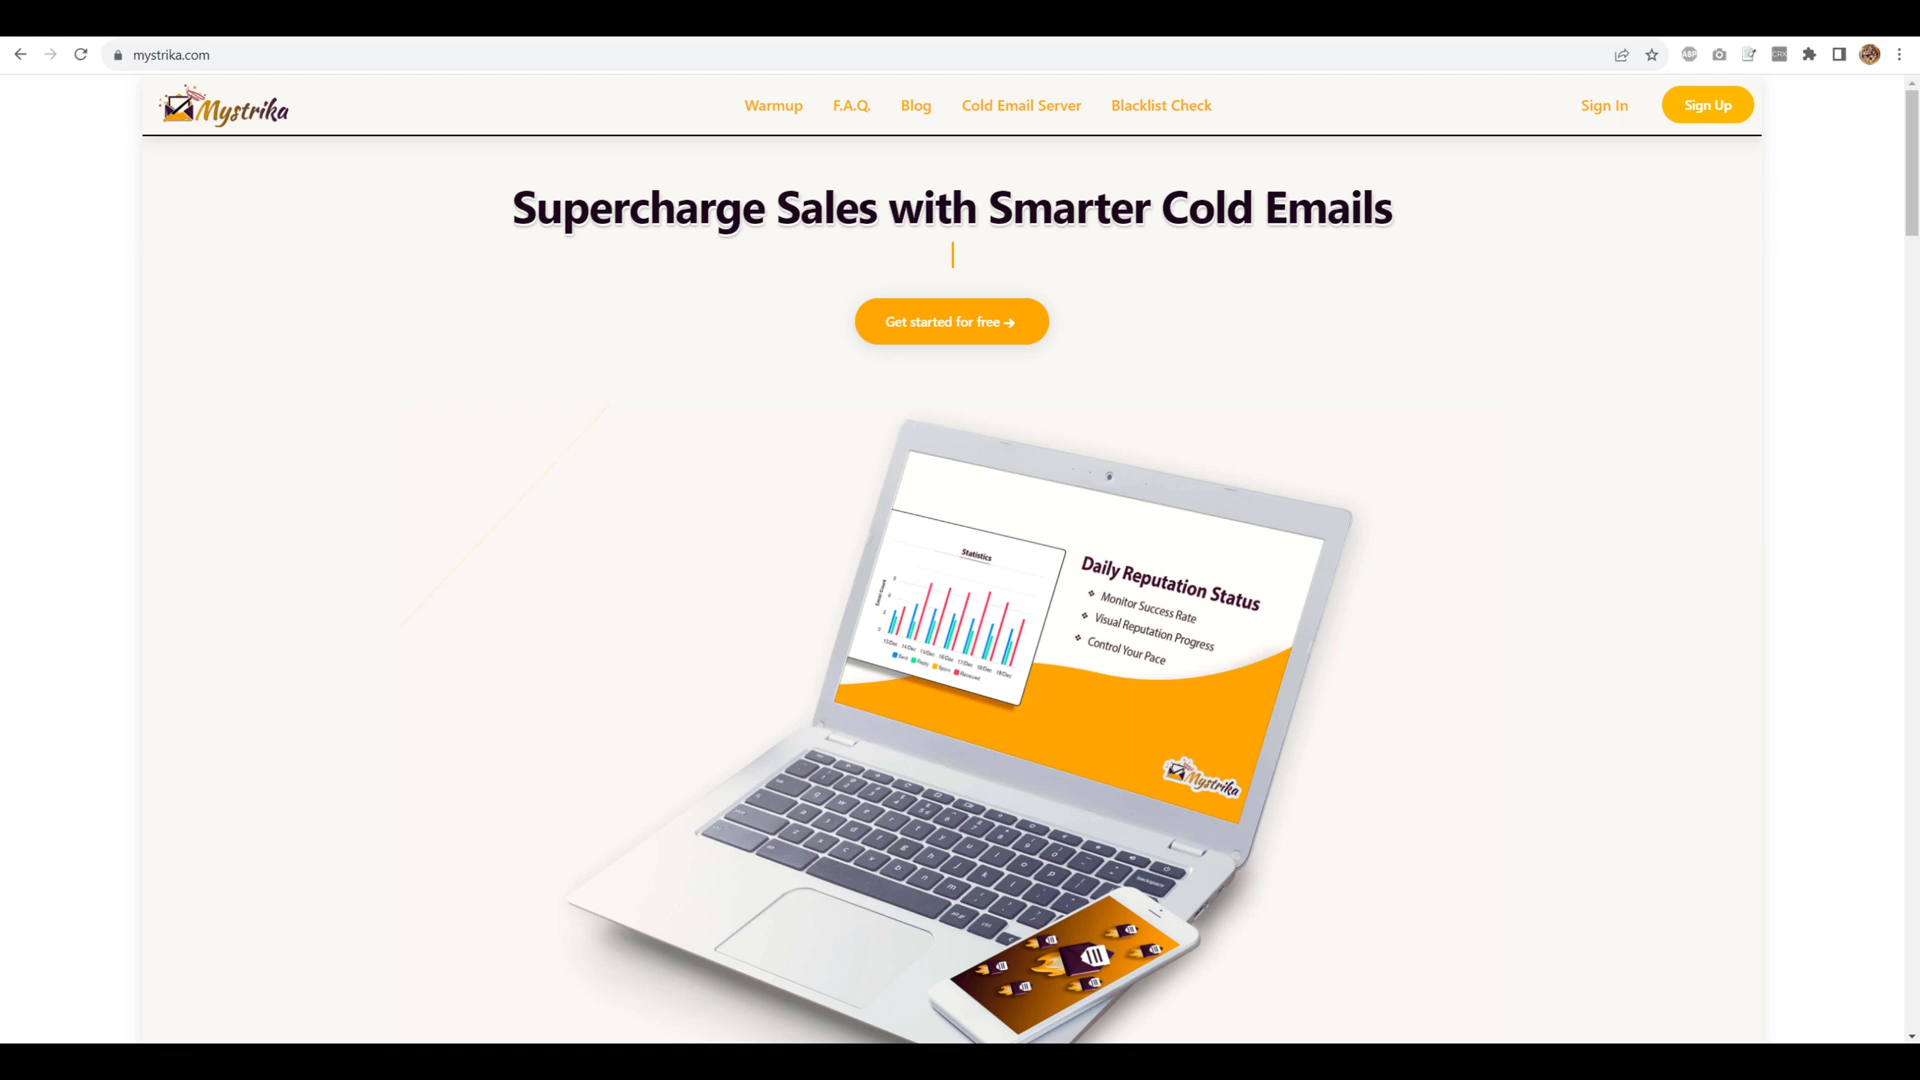 mystrika.com
Mystrika
Warmup
F.A.Q.
Blog
Cold Email Server
Blacklist Check
Sign In
Sign Up
Supercharge Sales with Smarter Cold Emails
Get started for free →
Statistics
Daily Reputation Status
Monitor Success Rate
Visual Reputation Progress
Control Your Pace
Mystrika
backspace